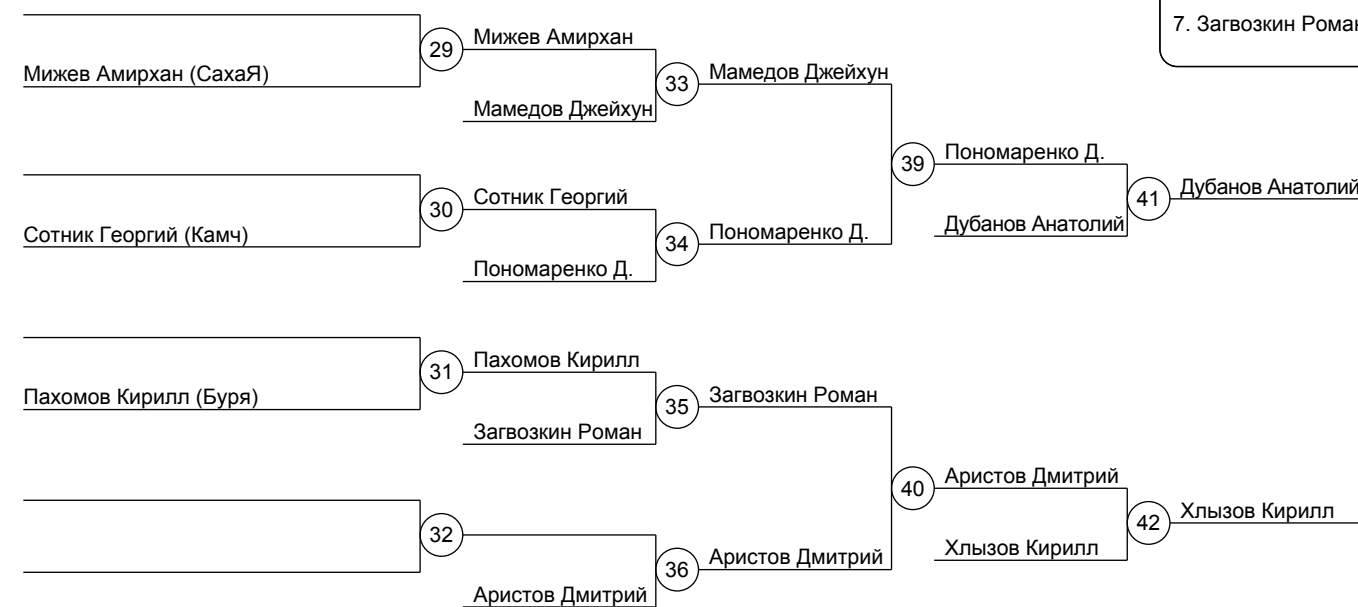 7. Загвозкин Роман
29
Мижев Амирхан
Мижев Амирхан (СахаЯ)
33
Мамедов Джейхун
Мамедов Джейхун
39
Пономаренко Д.
30
Сотник Георгий
41
Дубанов Анатолий
Сотник Георгий (Камч)
34
Пономаренко Д.
Дубанов Анатолий
Пономаренко Д.
31
Пахомов Кирилл
Пахомов Кирилл (Буря)
35
Загвозкин Роман
Загвозкин Роман
40
Аристов Дмитрий
32
42
Хлызов Кирилл
Хлызов Кирилл
36
Аристов Дмитрий
Аристов Дмитрий